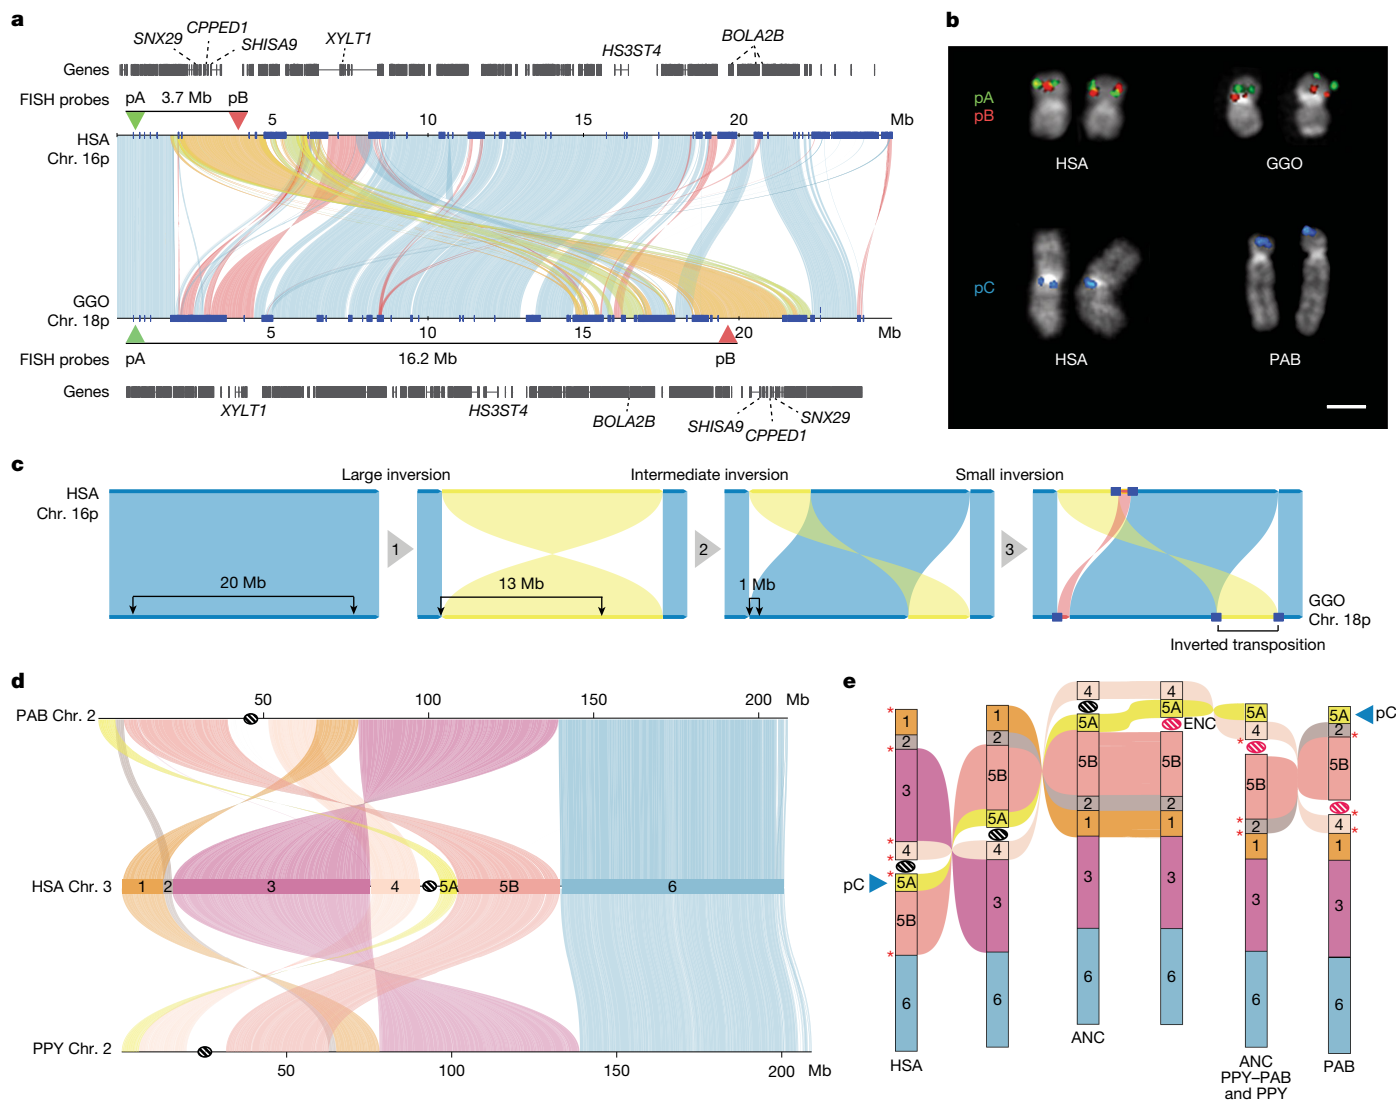 a
SNX29 CPPED1 SHISA9 XYLT1 HS3ST4 BOLA2B
Genes
FISH probes pA 3.7 Mb pB
HSA 5 10 15 20 Mb
Chr. 16p
GGO
Chr. 18p 5 10 15 20 Mb
FISH probes pA 16.2 Mb pB
Genes
XYLT1 HS3ST4 BOLA2B SHISA9 CPPED1 SNX29
b
pA
pB
HSA GGO
pC
HSA PAB
c
Large inversion Intermediate inversion Small inversion
HSA
Chr. 16p
1 2 3
20 Mb 13 Mb 1 Mb
GGO
Chr. 18p
Inverted transposition
d
50 100 150 200 Mb
PAB Chr. 2
HSA Chr. 3 1 2 3 4 5A 5B 6
PPY Chr. 2
50 100 150 200 Mb
e
* 1 2 * 3 * 4 * * 5A 5B * 6
pC
HSA
1 2 5B 5A 4 3 6
4 5A 5B 2 1 3 6
ANC
4 5A ENC 5B 2 1 3 6
5A 4 * 5B * 2 * 1 3 6
ANC
PPY–PAB
and PPY
5A pC 2 * 5B * 4 * 1 3 6
PAB